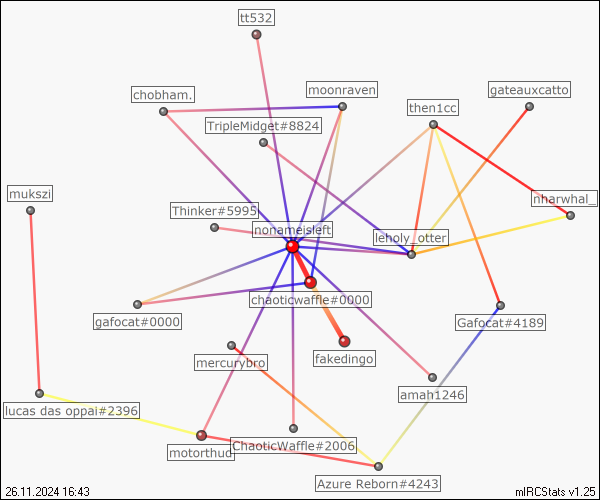 tt532
moonraven
gateauxcatto
chobham.
then1cc
TripleMidget#8824
mukszi
nharwhal_
Thinker#5995
nonameisleft
leholy_otter
chaoticwaffle#0000
gafocat#0000
Gafocat#4189
fakedingo
mercurybro
amah1246
lucas das oppai#2396
motorthud
ChaoticWaffle#2006
Azure Reborn#4243
26.11.2024 16:43
mIRCStats v1.25